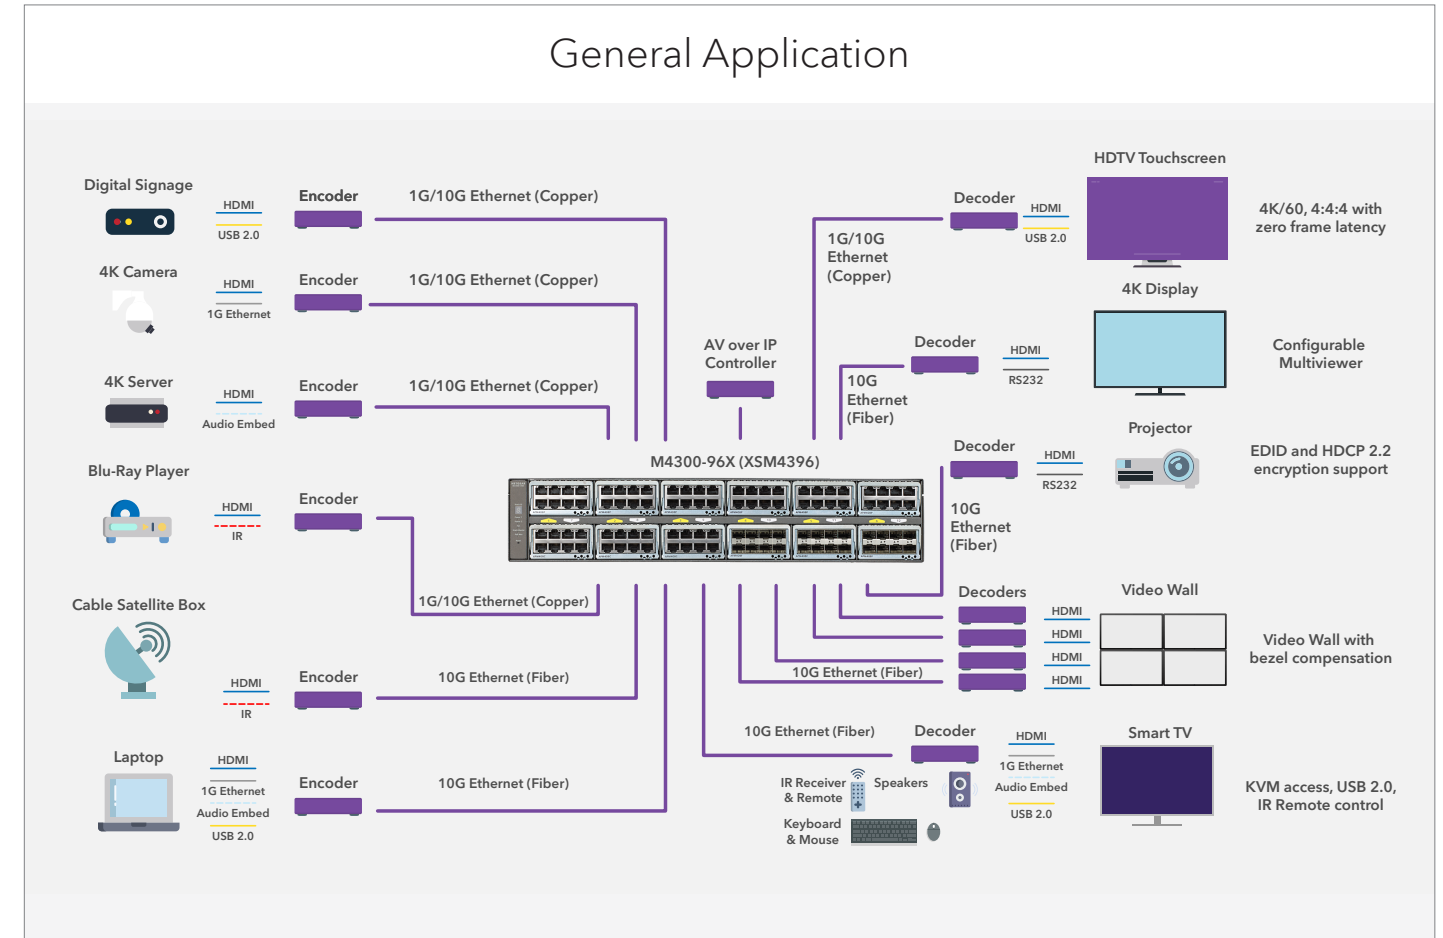 General Application
Digital Signage
HDMI
USB 2.0
Encoder
1G/10G Ethernet (Copper)
4K Camera
HDMI
1G Ethernet
Encoder
1G/10G Ethernet (Copper)
4K Server
HDMI
Audio Embed
Encoder
1G/10G Ethernet (Copper)
Blu-Ray Player
HDMI
IR
Encoder
1G/10G Ethernet (Copper)
Cable Satellite Box
HDMI
IR
Encoder
10G Ethernet (Fiber)
Laptop
HDMI
1G Ethernet
Audio Embed
USB 2.0
Encoder
10G Ethernet (Fiber)
AV over IP
Controller
M4300-96X (XSM4396)
HDTV Touchscreen
Decoder
HDMI
USB 2.0
1G/10G
Ethernet
(Copper)
4K/60, 4:4:4 with
zero frame latency
4K Display
Decoder
HDMI
RS232
10G
Ethernet
(Fiber)
Configurable
Multiviewer
Projector
Decoder
HDMI
RS232
10G
Ethernet
(Fiber)
EDID and HDCP 2.2
encryption support
Video Wall
Decoders
HDMI
HDMI
HDMI
HDMI
10G Ethernet (Fiber)
Video Wall with
bezel compensation
Smart TV
10G Ethernet (Fiber)
Decoder
HDMI
1G Ethernet
Audio Embed
USB 2.0
IR Receiver
& Remote
Speakers
Keyboard
& Mouse
KVM access, USB 2.0,
IR Remote control